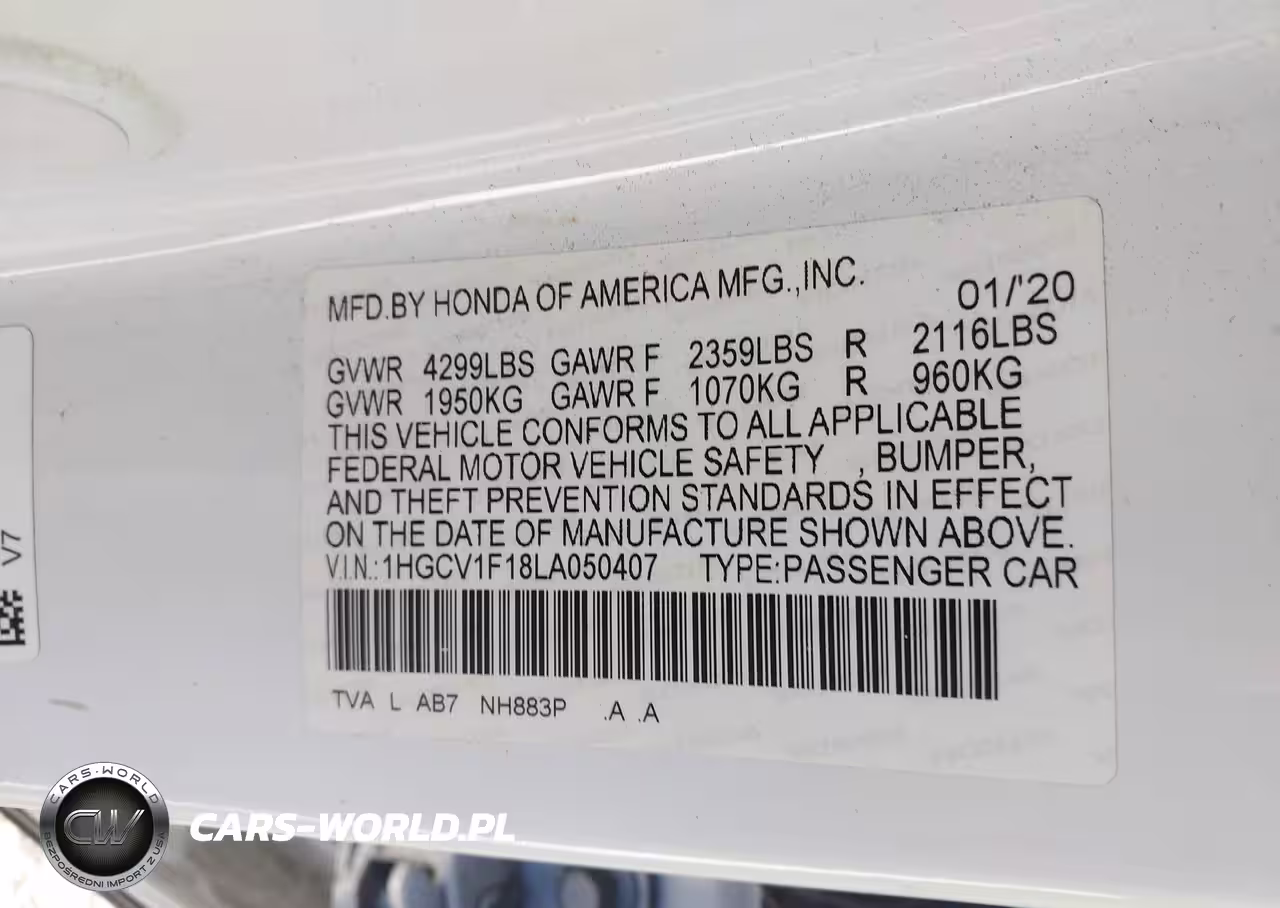 MFD.BY HONDA OF AMERICA MFG.,INC.
01/'20
GVWR 4299LBS GAWR F 2359LBS R 2116LBS
GVWR 1950KG GAWR F 1070KG R 960KG
THIS VEHICLE CONFORMS TO ALL APPLICABLE
FEDERAL MOTOR VEHICLE SAFETY , BUMPER,
AND THEFT PREVENTION STANDARDS IN EFFECT
ON THE DATE OF MANUFACTURE SHOWN ABOVE.
V.I.N.: 1HGCV1F18LA050407 TYPE:PASSENGER CAR
TVA L AB7 NH883P .A .A
V7
CARS-WORLD
CW
BEZPOŚREDNI IMPORT Z USA
CARS-WORLD.PL